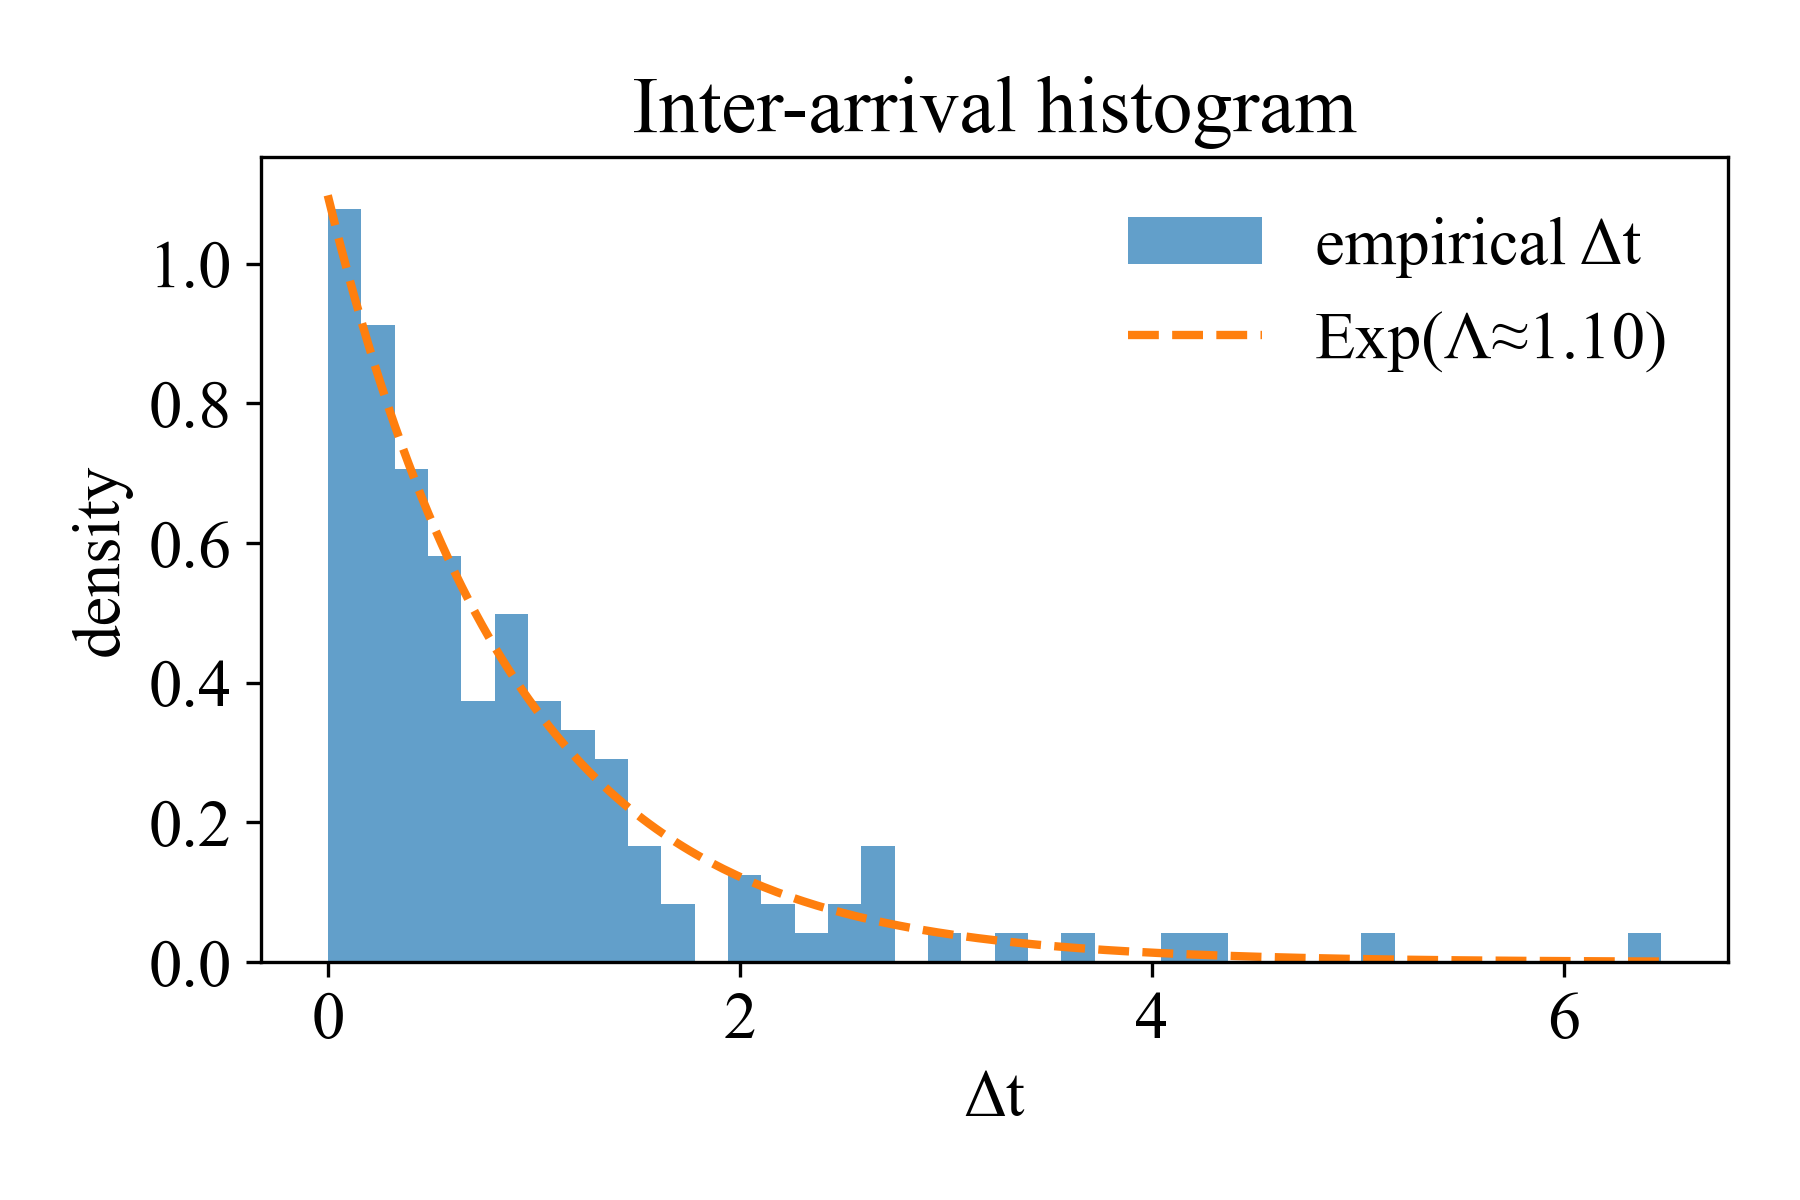 Inter-arrival histogram
empirical Δt
Exp(Λ≈1.10)
density
1.0
0.8
0.6
0.4
0.2
0.0
0 2 4 6
Δt